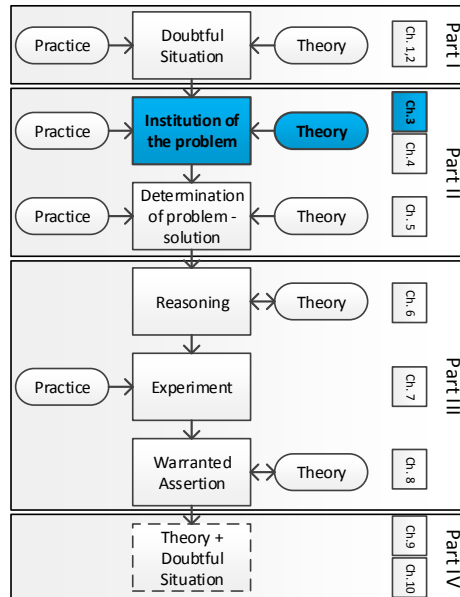 Practice
Doubtful
Situation
Theory
Ch. 1,2
Part I
Practice
Institution of
the problem
Theory
Ch.3
Ch.4
Practice
Determination
of problem -
solution
Theory
Ch. 5
Part II
Reasoning
Theory
Ch. 6
Practice
Experiment
Ch. 7
Warranted
Assertion
Theory
Ch. 8
Part III
Theory +
Doubtful
Situation
Ch.9
Ch.10
Part IV